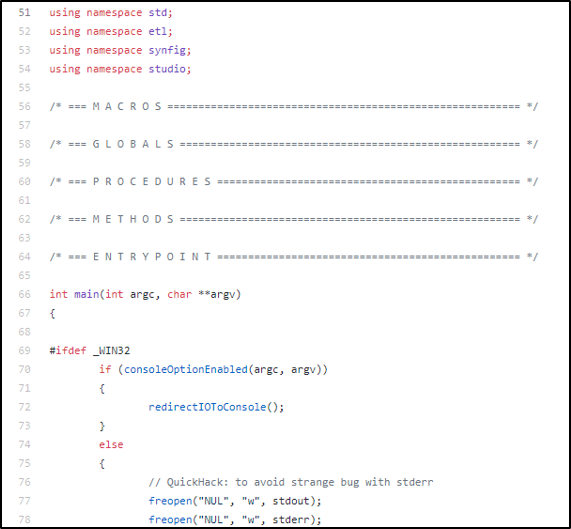 51 using namespace std;
52 using namespace etl;
53 using namespace synfig;
54 using namespace studio;
55
56 /* === M A C R O S ========================================================= */
57
58 /* === G L O B A L S ======================================================= */
59
60 /* === P R O C E D U R E S ================================================= */
61
62 /* === M E T H O D S ======================================================= */
63
64 /* === E N T R Y P O I N T ================================================= */
65
66 int main(int argc, char **argv)
67 {
68
69 #ifdef _WIN32
70 if (consoleOptionEnabled(argc, argv))
71 {
72 redirectIOToConsole();
73 }
74 else
75 {
76 // QuickHack: to avoid strange bug with stderr
77 freopen("NUL", "w", stdout);
78 freopen("NUL", "w", stderr);